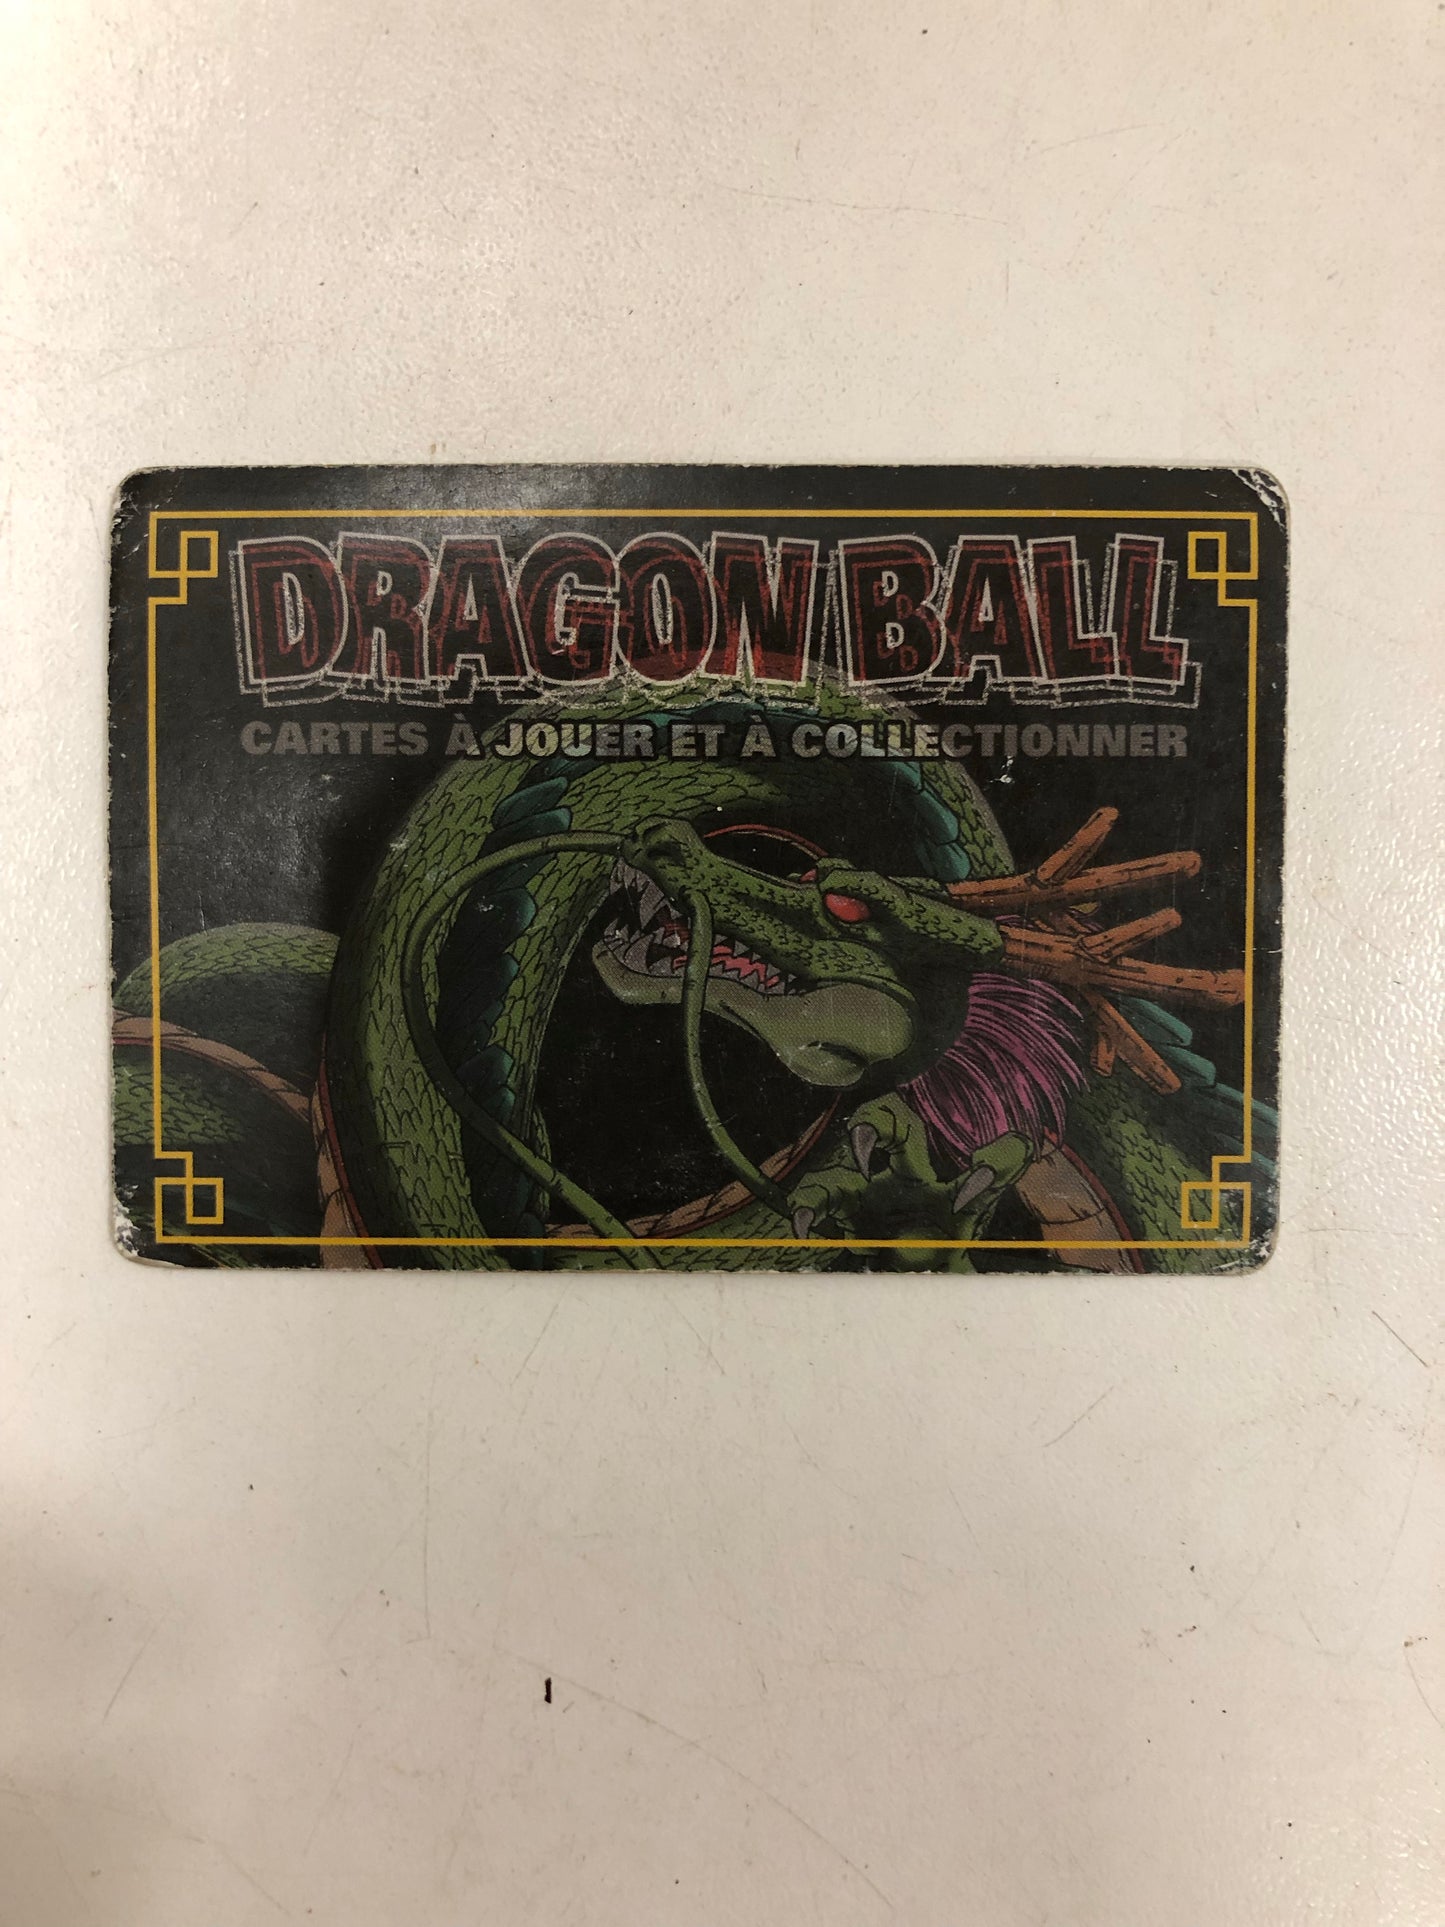 DRAGON BALL
CARTES À JOUER ET À COLLECTIONNER